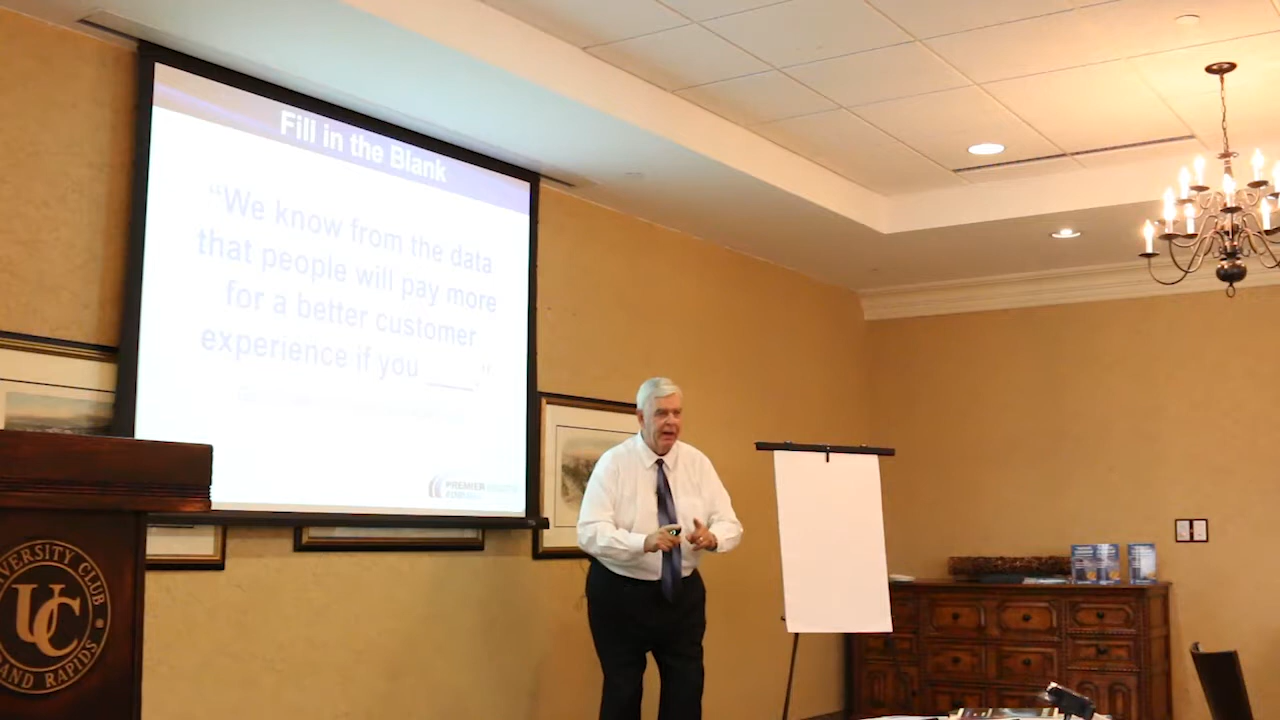 Fill in the Blank
“We know from the data
that people will pay more
for a better customer
experience if you ____.”
PREMIER
UNIVERSITY CLUB
UC
AND RAPIDS